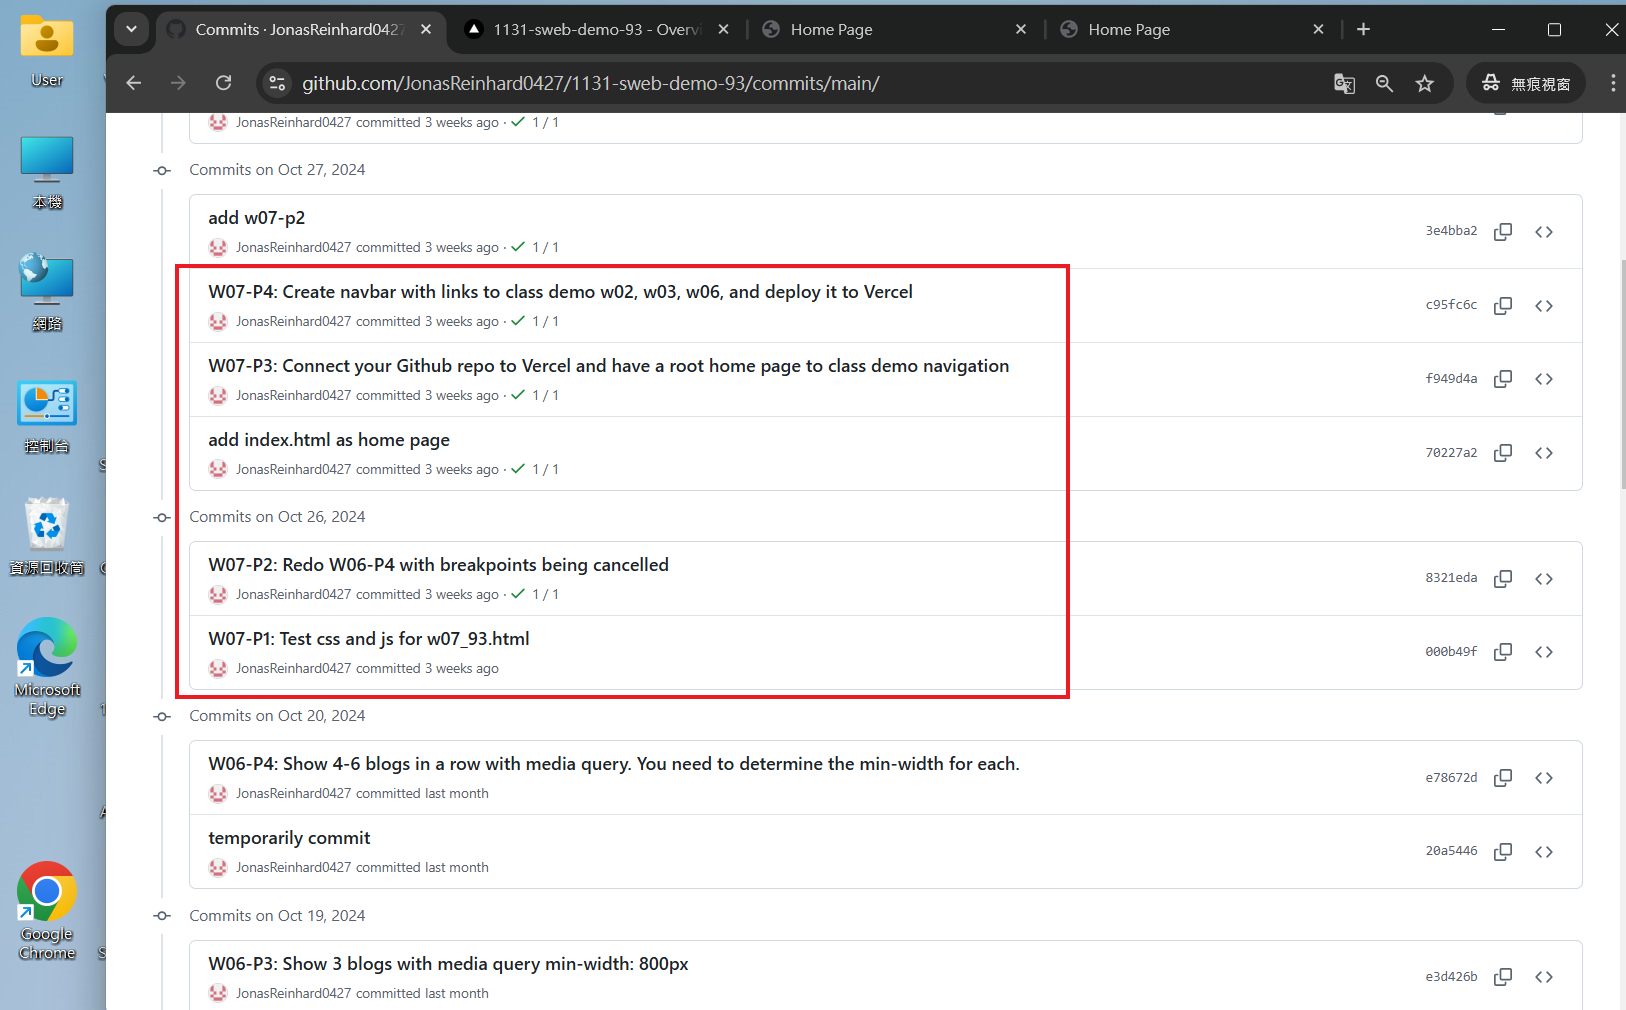 User
本機
網路
控制台
資源回收筒
Microsoft
Edge
Google
Chrome
Commits · JonasReinhard0427
1131-sweb-demo-93 - Overvi
Home Page
Home Page
github.com/JonasReinhard0427/1131-sweb-demo-93/commits/main/
無痕視窗
JonasReinhard0427 committed 3 weeks ago · 1 / 1
Commits on Oct 27, 2024
add w07-p2
3e4bba2
JonasReinhard0427 committed 3 weeks ago · 1 / 1
W07-P4: Create navbar with links to class demo w02, w03, w06, and deploy it to Vercel
c95fc6c
JonasReinhard0427 committed 3 weeks ago · 1 / 1
W07-P3: Connect your Github repo to Vercel and have a root home page to class demo navigation
f949d4a
JonasReinhard0427 committed 3 weeks ago · 1 / 1
add index.html as home page
70227a2
JonasReinhard0427 committed 3 weeks ago · 1 / 1
Commits on Oct 26, 2024
W07-P2: Redo W06-P4 with breakpoints being cancelled
8321eda
JonasReinhard0427 committed 3 weeks ago · 1 / 1
W07-P1: Test css and js for w07_93.html
000b49f
JonasReinhard0427 committed 3 weeks ago
Commits on Oct 20, 2024
W06-P4: Show 4-6 blogs in a row with media query. You need to determine the min-width for each.
e78672d
JonasReinhard0427 committed last month
temporarily commit
20a5446
JonasReinhard0427 committed last month
Commits on Oct 19, 2024
W06-P3: Show 3 blogs with media query min-width: 800px
e3d426b
JonasReinhard0427 committed last month